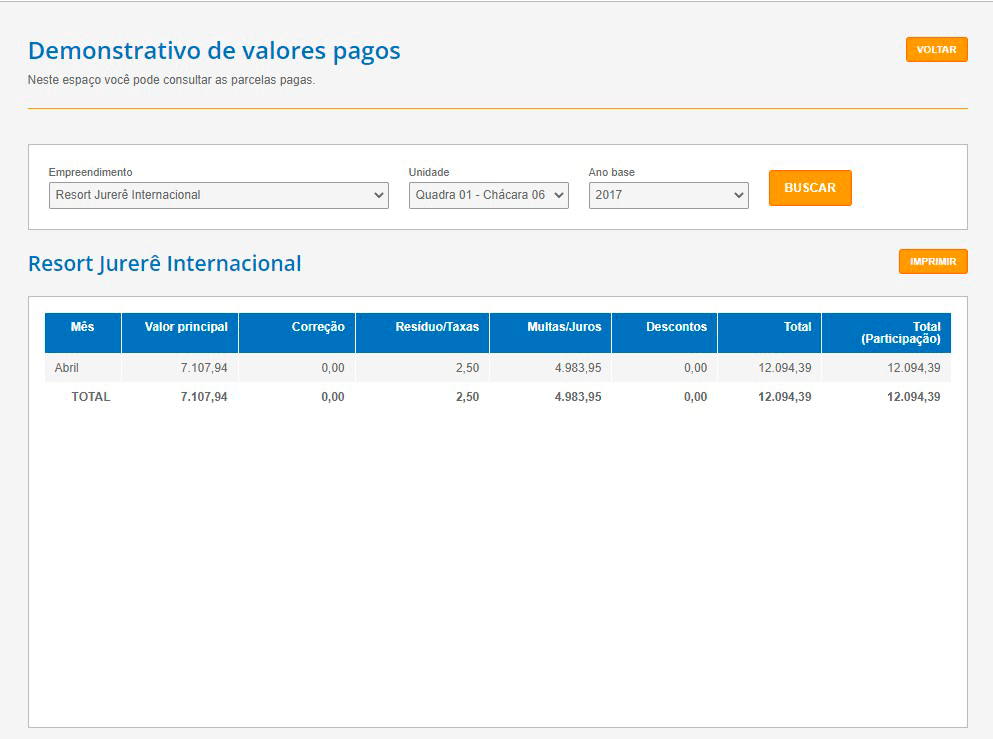 Demonstrativo de valores pagos
VOLTAR
Neste espaço você pode consultar as parcelas pagas.
Empreendimento Unidade Ano base
Resort Jurerê Internacional Quadra 01 - Chácara 06 2017 BUSCAR
Resort Jurerê Internacional
IMPRIMIR
Mês Valor principal Correção Resíduo/Taxas Multas/Juros Descontos Total Total
(Participação)
Abril 7.107,94 0,00 2,50 4.983,95 0,00 12.094,39 12.094,39
TOTAL 7.107,94 0,00 2,50 4.983,95 0,00 12.094,39 12.094,39